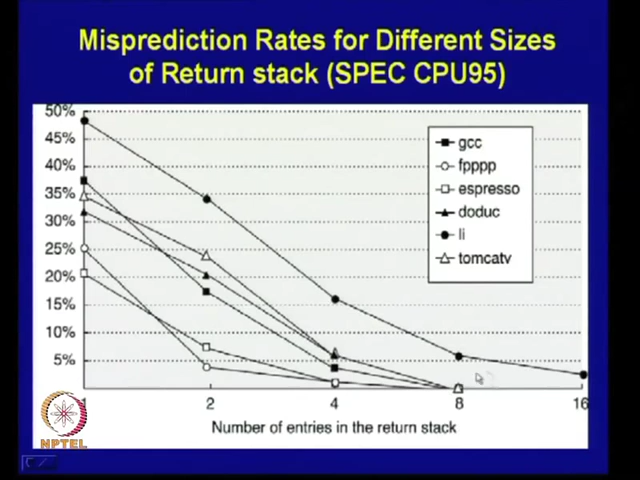 Misprediction Rates for Different Sizes
of Return stack (SPEC CPU95)
50%
45%
40%
35%
30%
25%
20%
15%
10%
5%
gcc
fpppp
espresso
doduc
li
tomcatv
1 2 4 8 16
Number of entries in the return stack
NPTEL